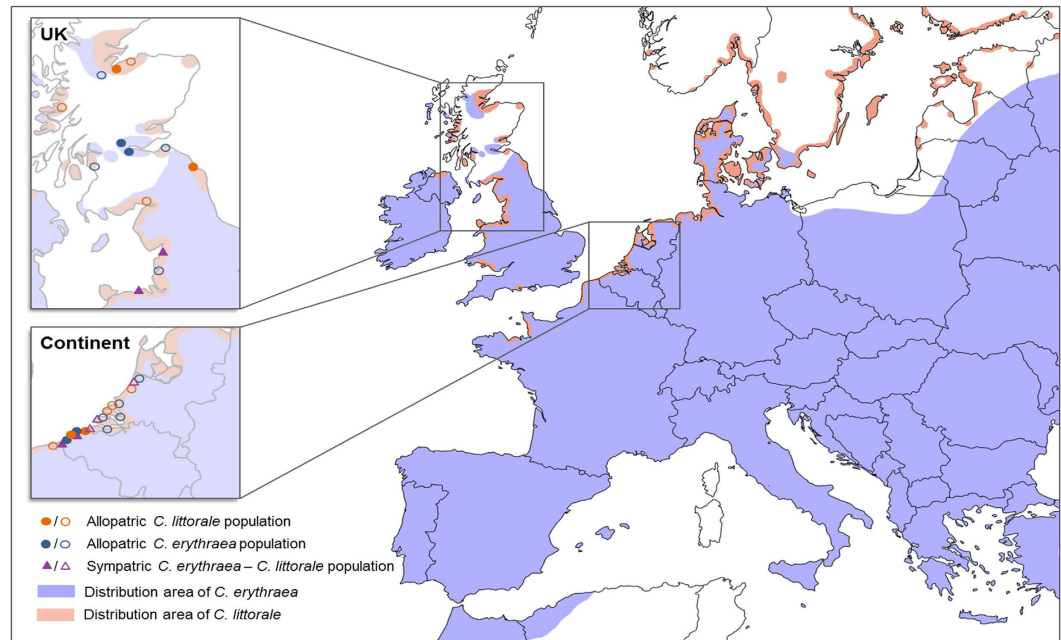 UK
Continent
/ Allopatric C. littorale population
/ Allopatric C. erythraea population
/ Sympatric C. erythraea – C. littorale population
Distribution area of C. erythraea
Distribution area of C. littorale